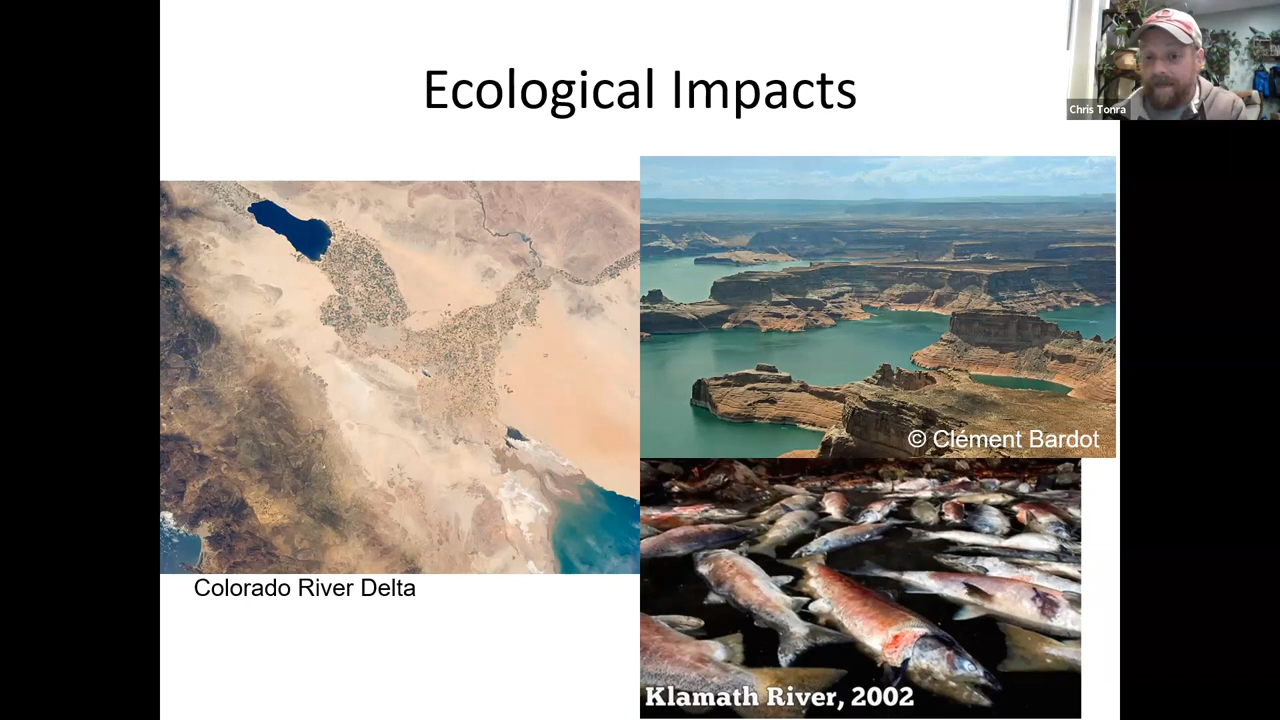 Ecological Impacts
Chris Tonra
© Clément Bardot
Colorado River Delta
Klamath River, 2002